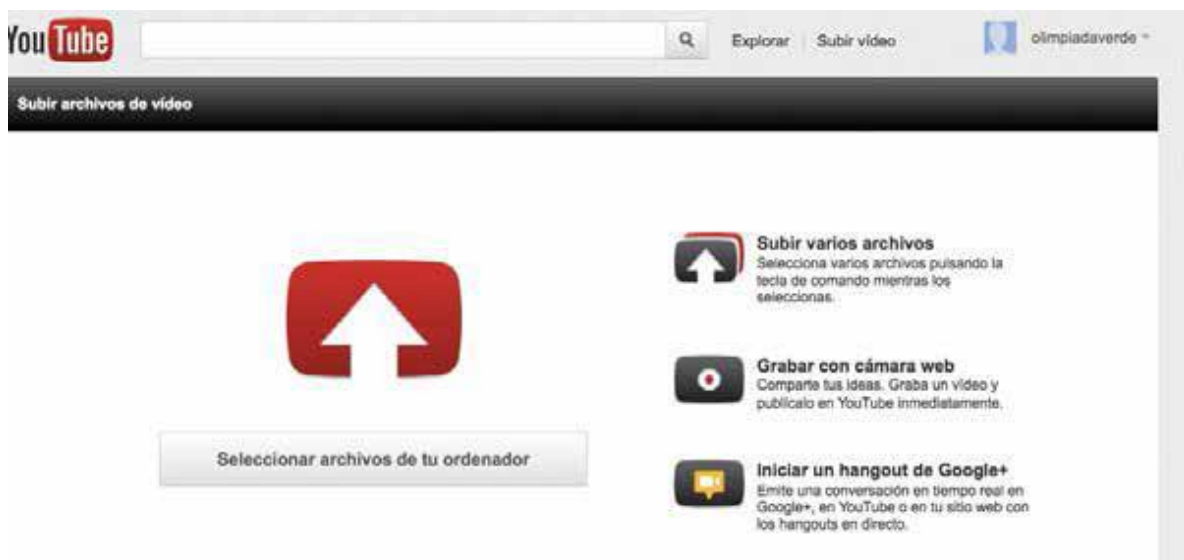 YouTube
Explorar
Subir vídeo
olimpiadaverde
Subir archivos de vídeo
Seleccionar archivos de tu ordenador
Subir varios archivos
Selecciona varios archivos pulsando la
tecla de comando mientras los
seleccionas.
Grabar con cámara web
Comparte tus ideas. Graba un vídeo y
publícalo en YouTube inmediatamente.
Iniciar un hangout de Google+
Emite una conversación en tiempo real en
Google+, en YouTube o en tu sitio web con
los hangouts en directo.